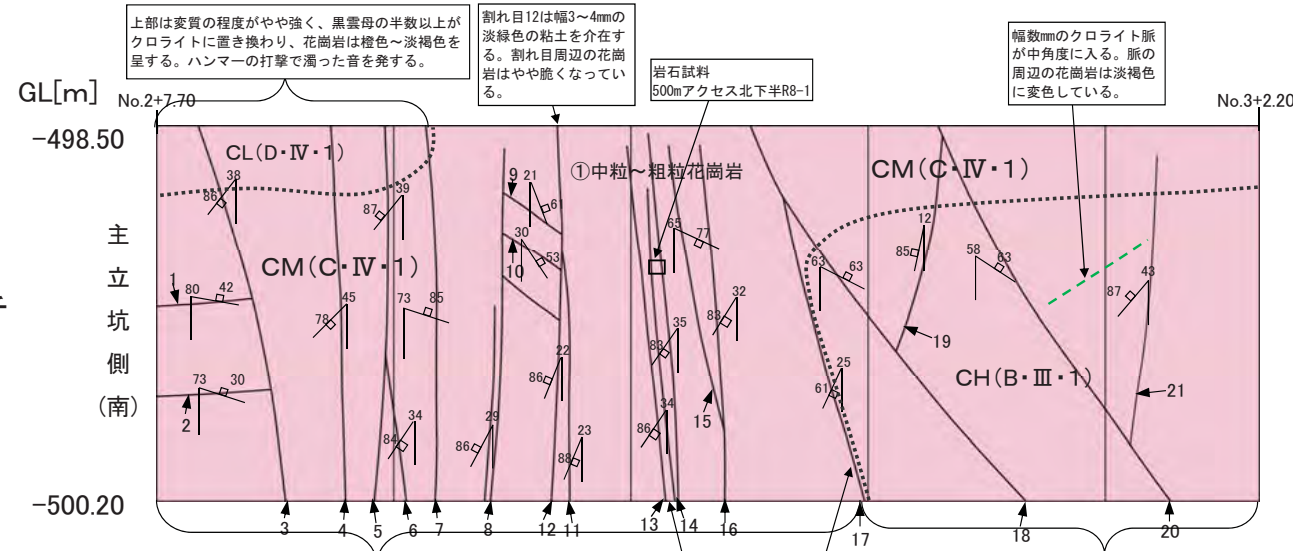 上部は変質の程度がやや強く、黒雲母の半数以上が
クロライトに置き換わり、花崗岩は橙色～淡褐色を
呈する。ハンマーの打撃で濁った音を発する。
割れ目12は幅3～4mmの
淡緑色の粘土を介在す
る。割れ目周辺の花崗
岩はやや脆くなってい
る。
岩石試料
500mアクセス北下半R8-1
幅数mmのクロライト脈
が中角度に入る。脈の
周辺の花崗岩は淡褐色
に変色している。
GL[m]
No.2+7.70
No.3+2.20
-498.50
CL(D・Ⅳ・1)
①中粒～粗粒花崗岩
CM(C・Ⅳ・1)
38
86
39
87
9
21
61
65
77
12
85
58
63
主
立
坑
側
(南)
CM(C・Ⅳ・1)
30
53
10
63
63
43
87
1
80
42
45
78
73
85
32
83
35
83
19
CH(B・Ⅲ・1)
21
73
30
2
22
86
25
61
15
34
84
29
86
23
88
34
86
-500.20
3
4
5
6
7
8
12
11
13
14
16
17
18
20